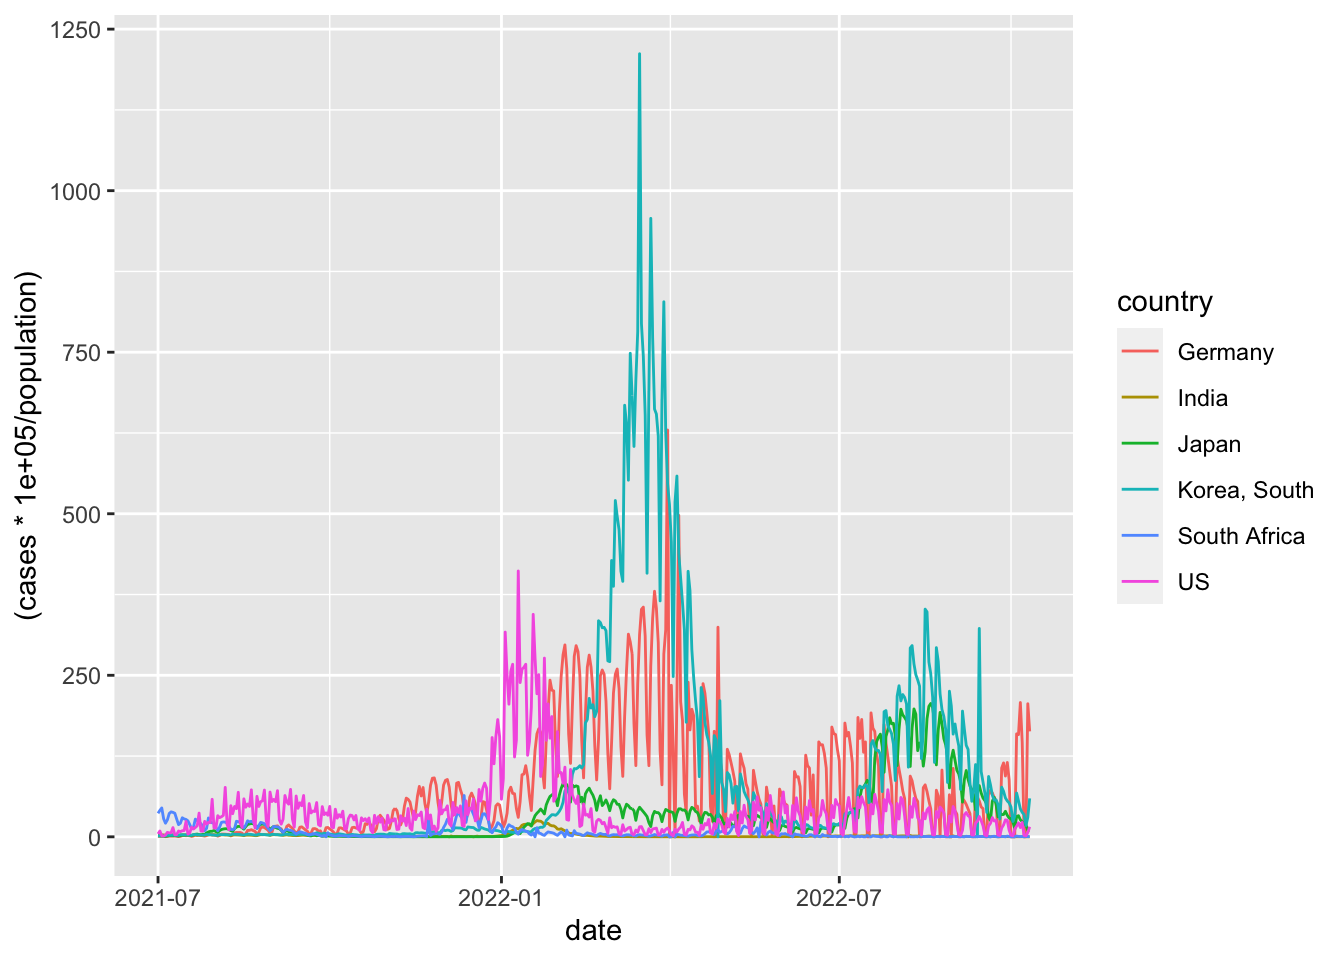 1250
1000
750
500
250
0
(cases * 1e+05/population)
2021-07
2022-01
2022-07
date
country
Germany
India
Japan
Korea, South
South Africa
US